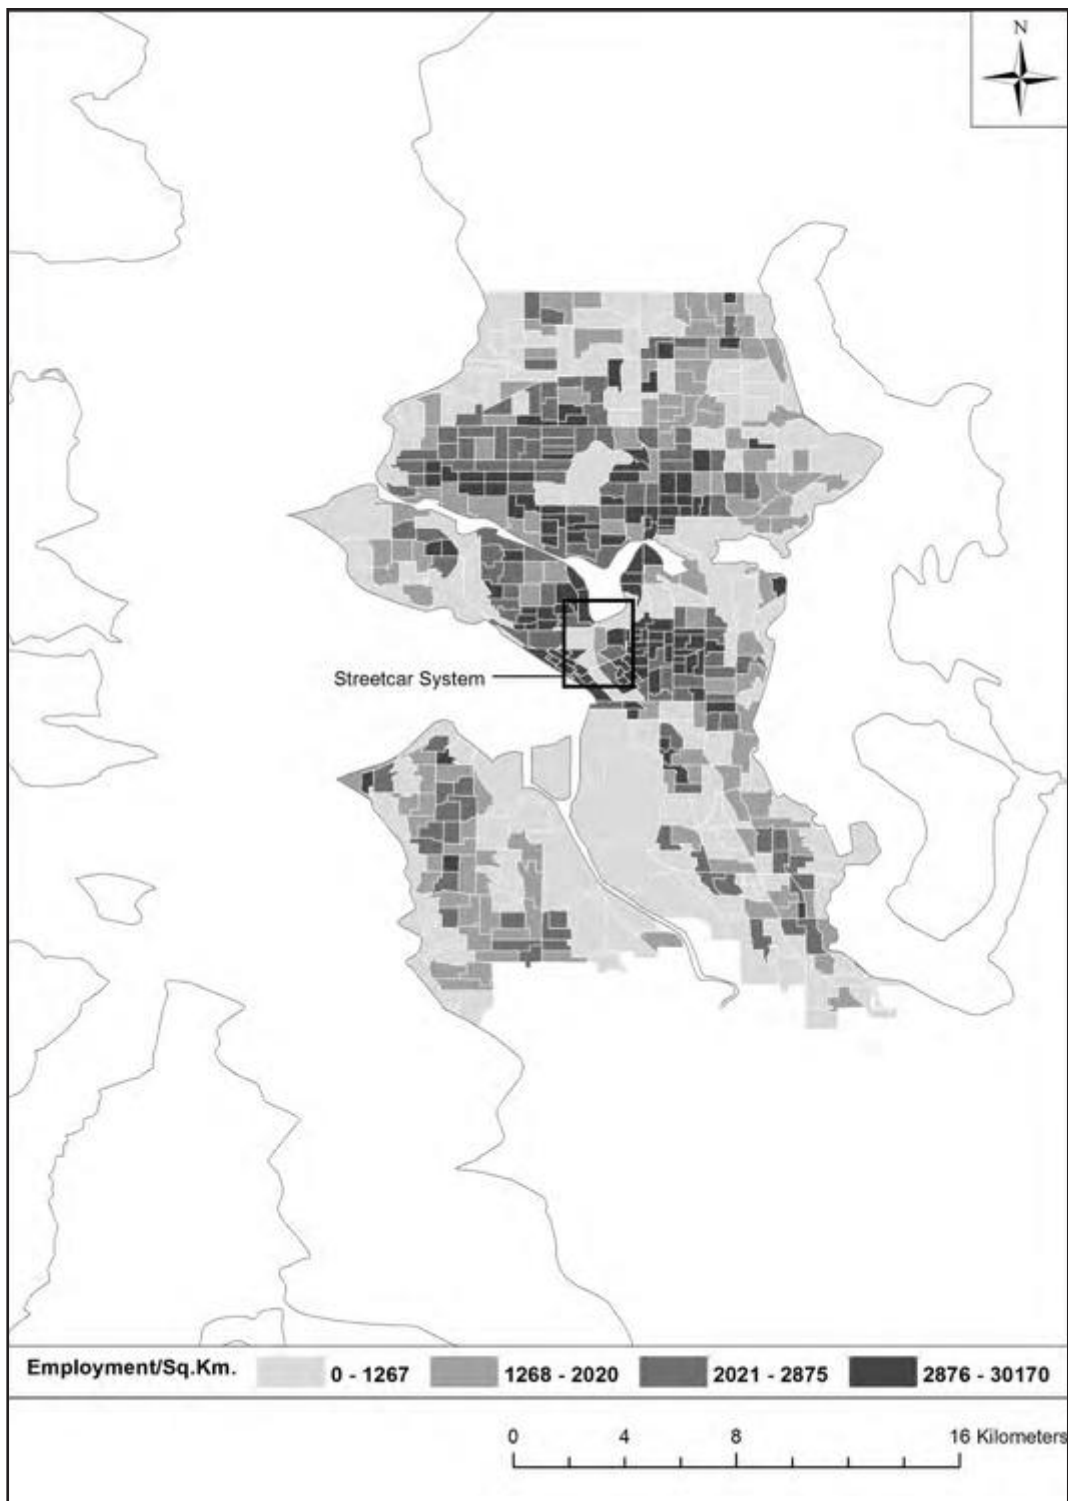 N
Streetcar System
Employment/Sq.Km. 0 - 1267 1268 - 2020 2021 - 2875 2876 - 30170
0 4 8 16 Kilometers